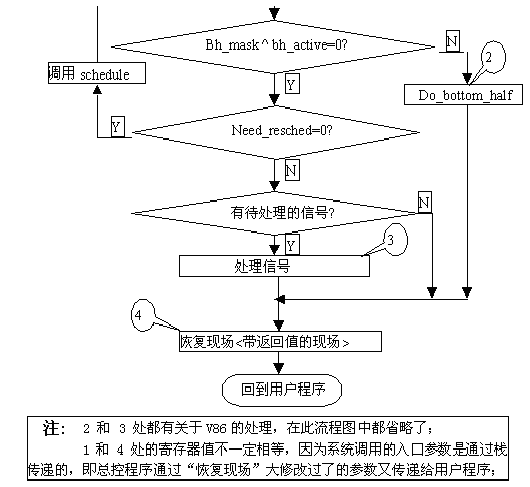 Bh_mask ^ bh_active=0?
N
2
调用 schedule
Y
Do_bottom_half
Y
Need_resched=0?
N
有待处理的信号?
N
Y
3
处理信号
4
恢复现场<带返回值的现场>
回到用户程序
注: 2 和 3 处都有关于 V86 的处理，在此流程图中都省略了；
1 和 4 处的寄存器值不一定相等，因为系统调用的入口参数是通过栈
传递的，即总控程序通过“恢复现场”大修改过了的参数又传递给用户程序；